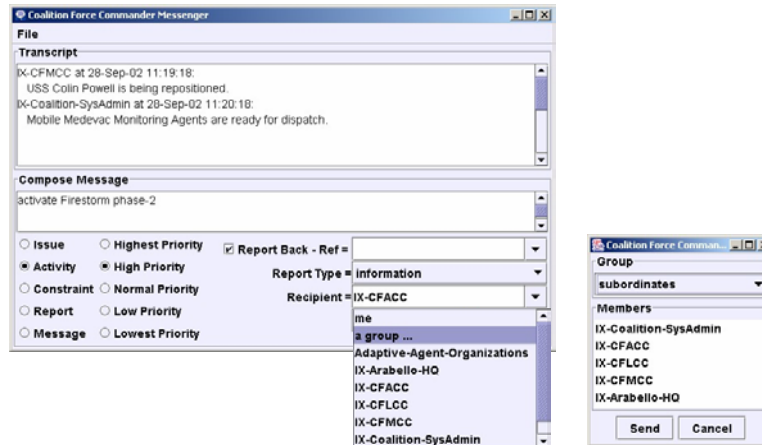 Coalition Force Commander Messenger
File
Transcript
IX-CFMCC at 28-Sep-02 11:19:18:
USS Colin Powell is being repositioned.
IX-Coalition-SysAdmin at 28-Sep-02 11:20:18:
Mobile Medevac Monitoring Agents are ready for dispatch.
Compose Message
activate Firestorm phase-2
Issue
Highest Priority
Report Back - Ref =
Activity
High Priority
Report Type = information
Constraint
Normal Priority
Recipient = IX-CFACC
Report
Low Priority
Message
Lowest Priority
me
a group ...
Adaptive-Agent-Organizations
IX-Arabello-HQ
IX-CFACC
IX-CFLCC
IX-CFMCC
IX-Coalition-SysAdmin
Coalition Force Comman...
Group
subordinates
Members
IX-Coalition-SysAdmin
IX-CFACC
IX-CFLCC
IX-CFMCC
IX-Arabello-HQ
Send Cancel